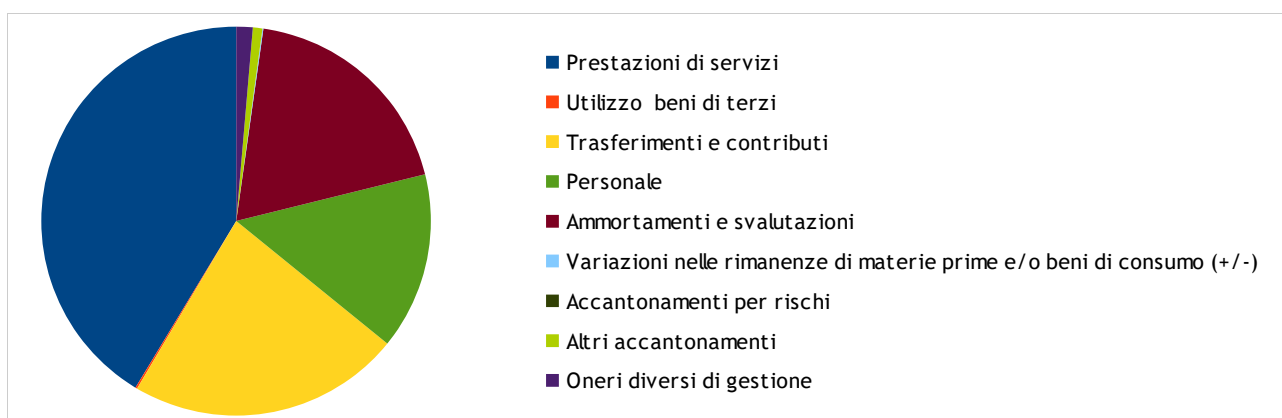 Prestazioni di servizi
Utilizzo beni di terzi
Trasferimenti e contributi
Personale
Ammortamenti e svalutazioni
Variazioni nelle rimanenze di materie prime e/o beni di consumo (+/-)
Accantonamenti per rischi
Altri accantonamenti
Oneri diversi di gestione